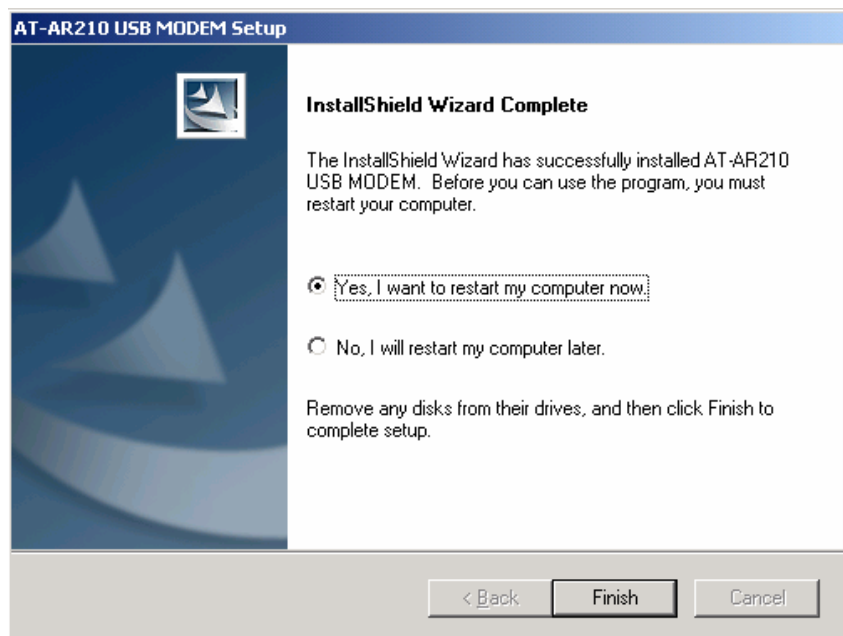 AT-AR210 USB MODEM Setup
InstallShield Wizard Complete
The InstallShield Wizard has successfully installed AT-AR210
USB MODEM.  Before you can use the program, you must
restart your computer.
Yes, I want to restart my computer now.
No, I will restart my computer later.
Remove any disks from their drives, and then click Finish to
complete setup.
< Back
Finish
Cancel